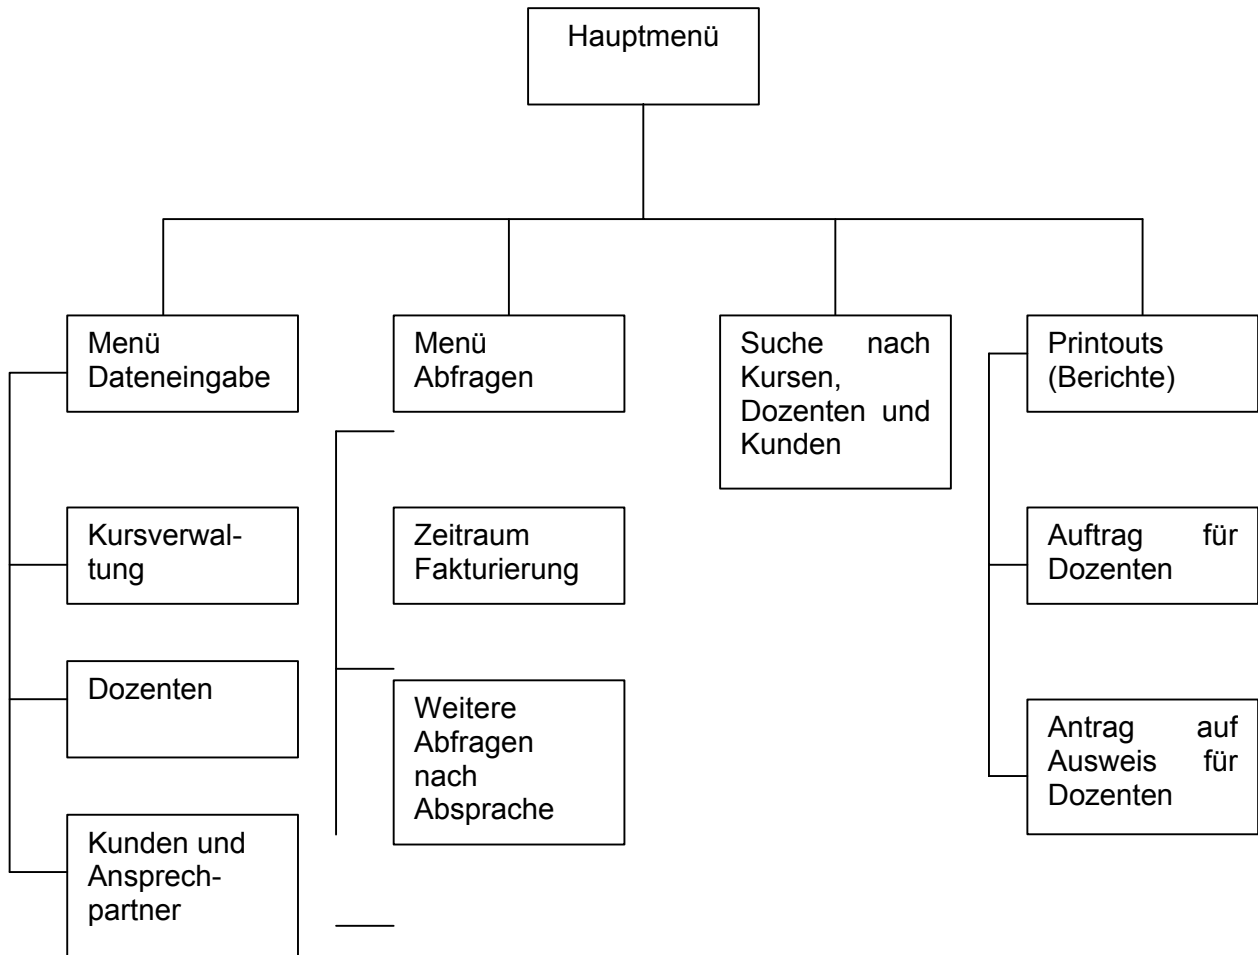 Hauptmenü
Menü
Dateneingabe
Kursverwal-
tung
Dozenten
Kunden und
Ansprech-
partner
Menü
Abfragen
Zeitraum
Fakturierung
Weitere
Abfragen
nach
Absprache
Suche nach
Kursen,
Dozenten und
Kunden
Printouts
(Berichte)
Auftrag für
Dozenten
Antrag auf
Ausweis für
Dozenten